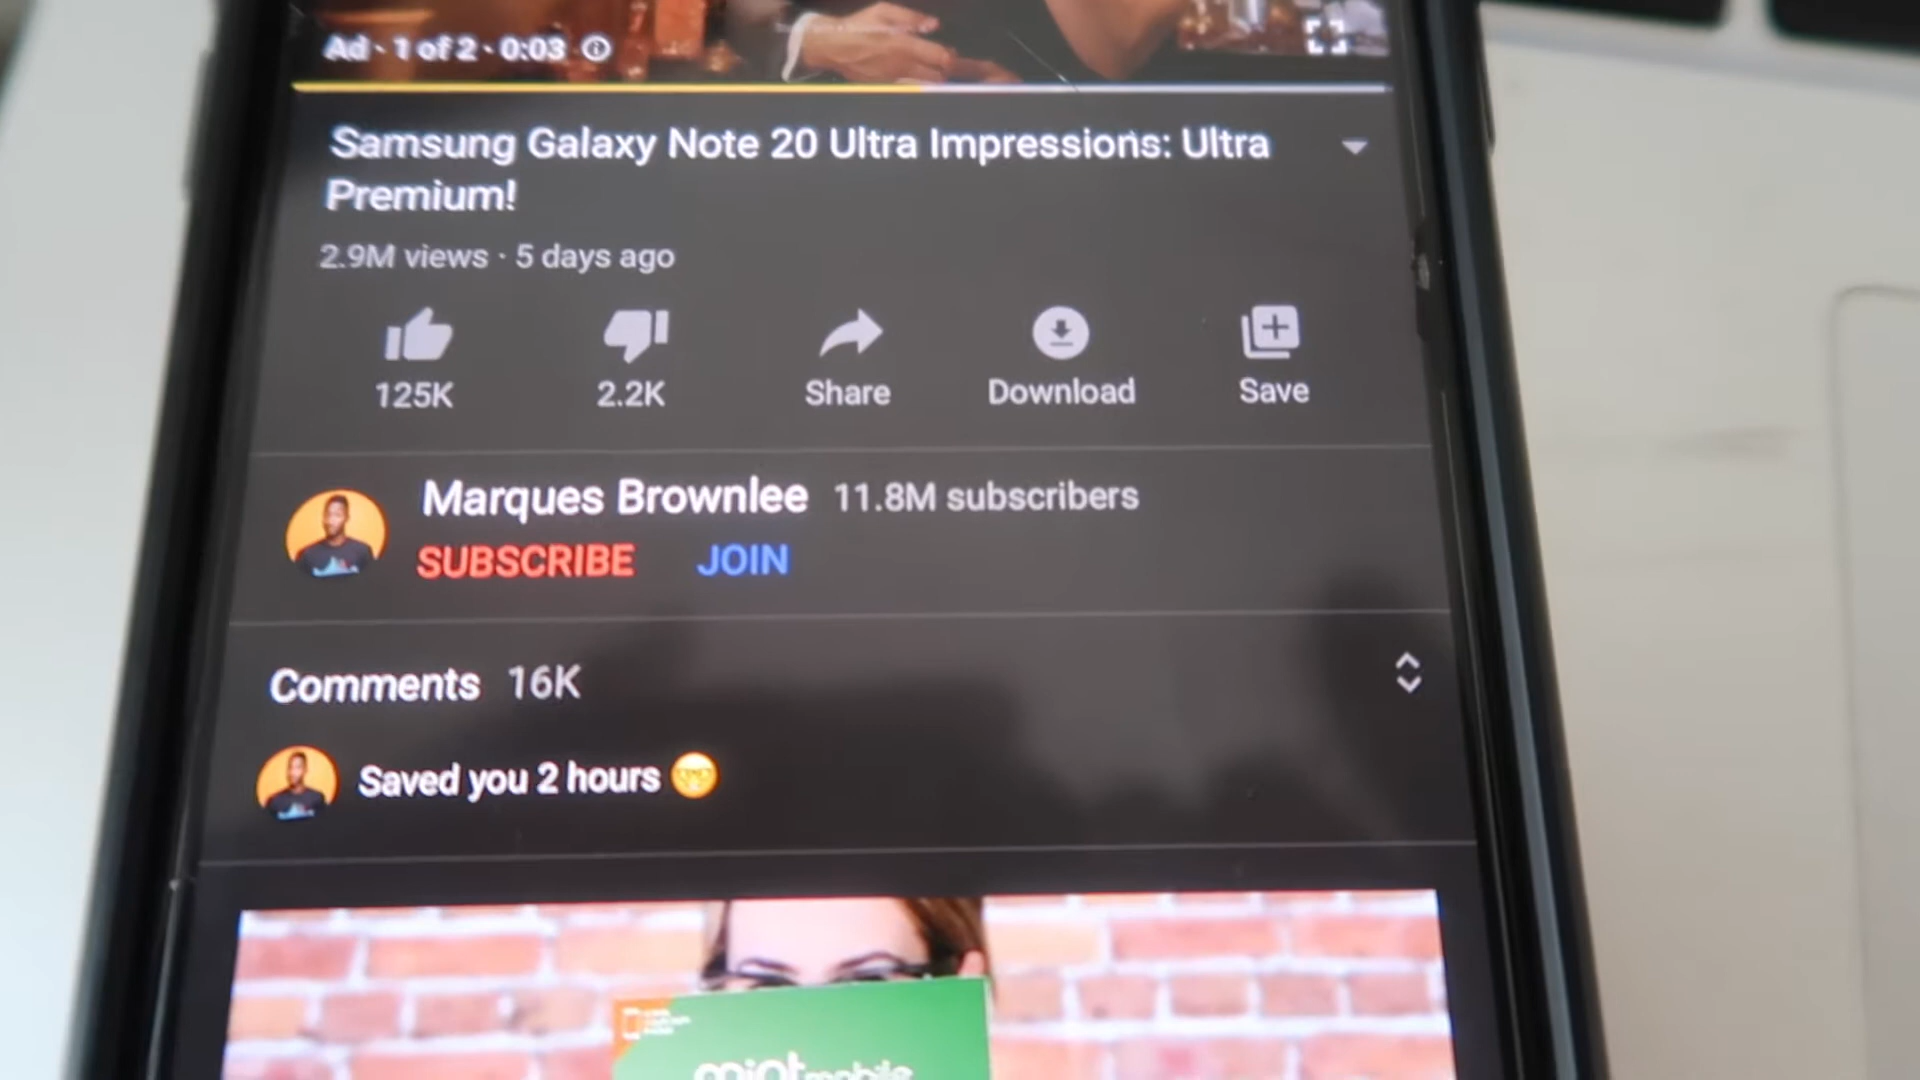 Ad · 1 of 2 · 0:03
Samsung Galaxy Note 20 Ultra Impressions: Ultra
Premium!
2.9M views · 5 days ago
125K
2.2K
Share
Download
Save
Marques Brownlee 11.8M subscribers
SUBSCRIBE JOIN
Comments 16K
Saved you 2 hours 🤓
mint mobile